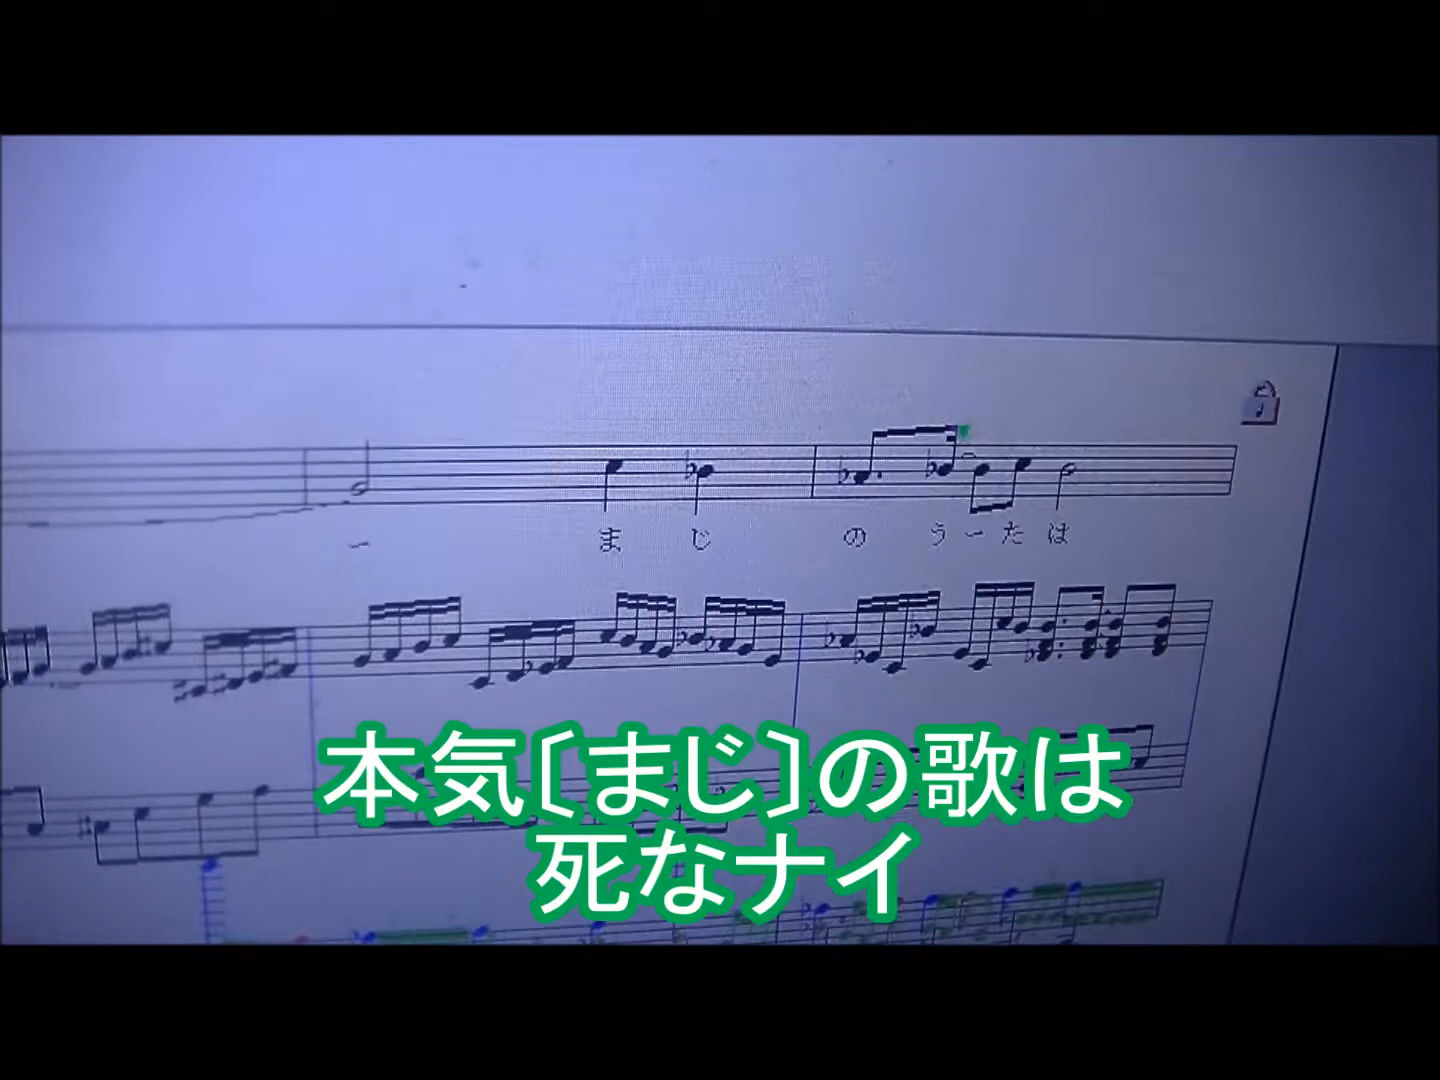 ー まじ のうーたは
本気〔まじ〕の歌は
死なナイ